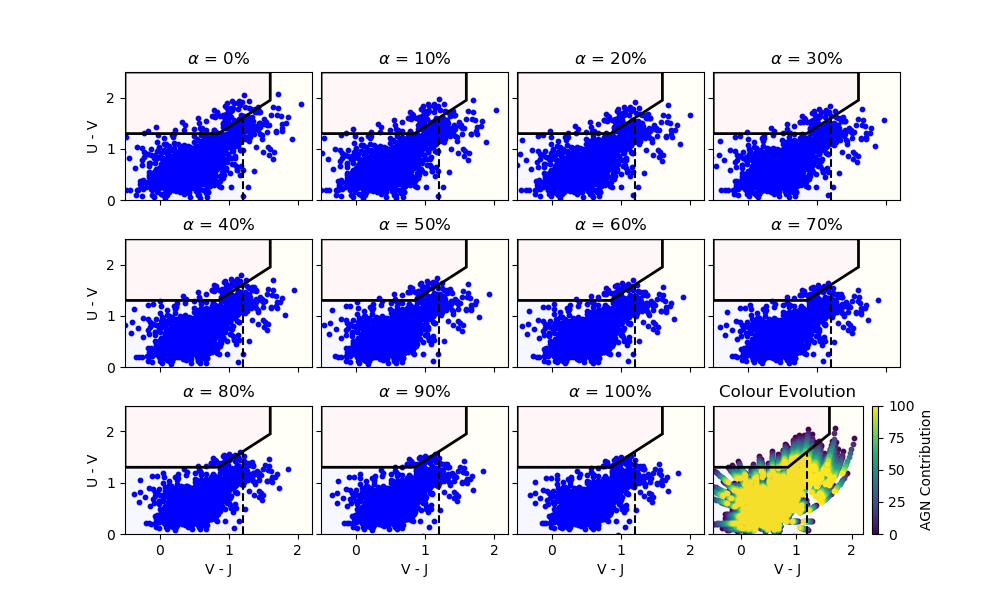 α = 0% α = 10% α = 20% α = 30%
2
U - V
1
0
α = 40% α = 50% α = 60% α = 70%
2
U - V
1
0
α = 80% α = 90% α = 100% Colour Evolution
2
U - V
1
0
0 1 2 0 1 2 0 1 2 0 1 2
V - J V - J V - J V - J
100
75
50
25
0
AGN Contribution